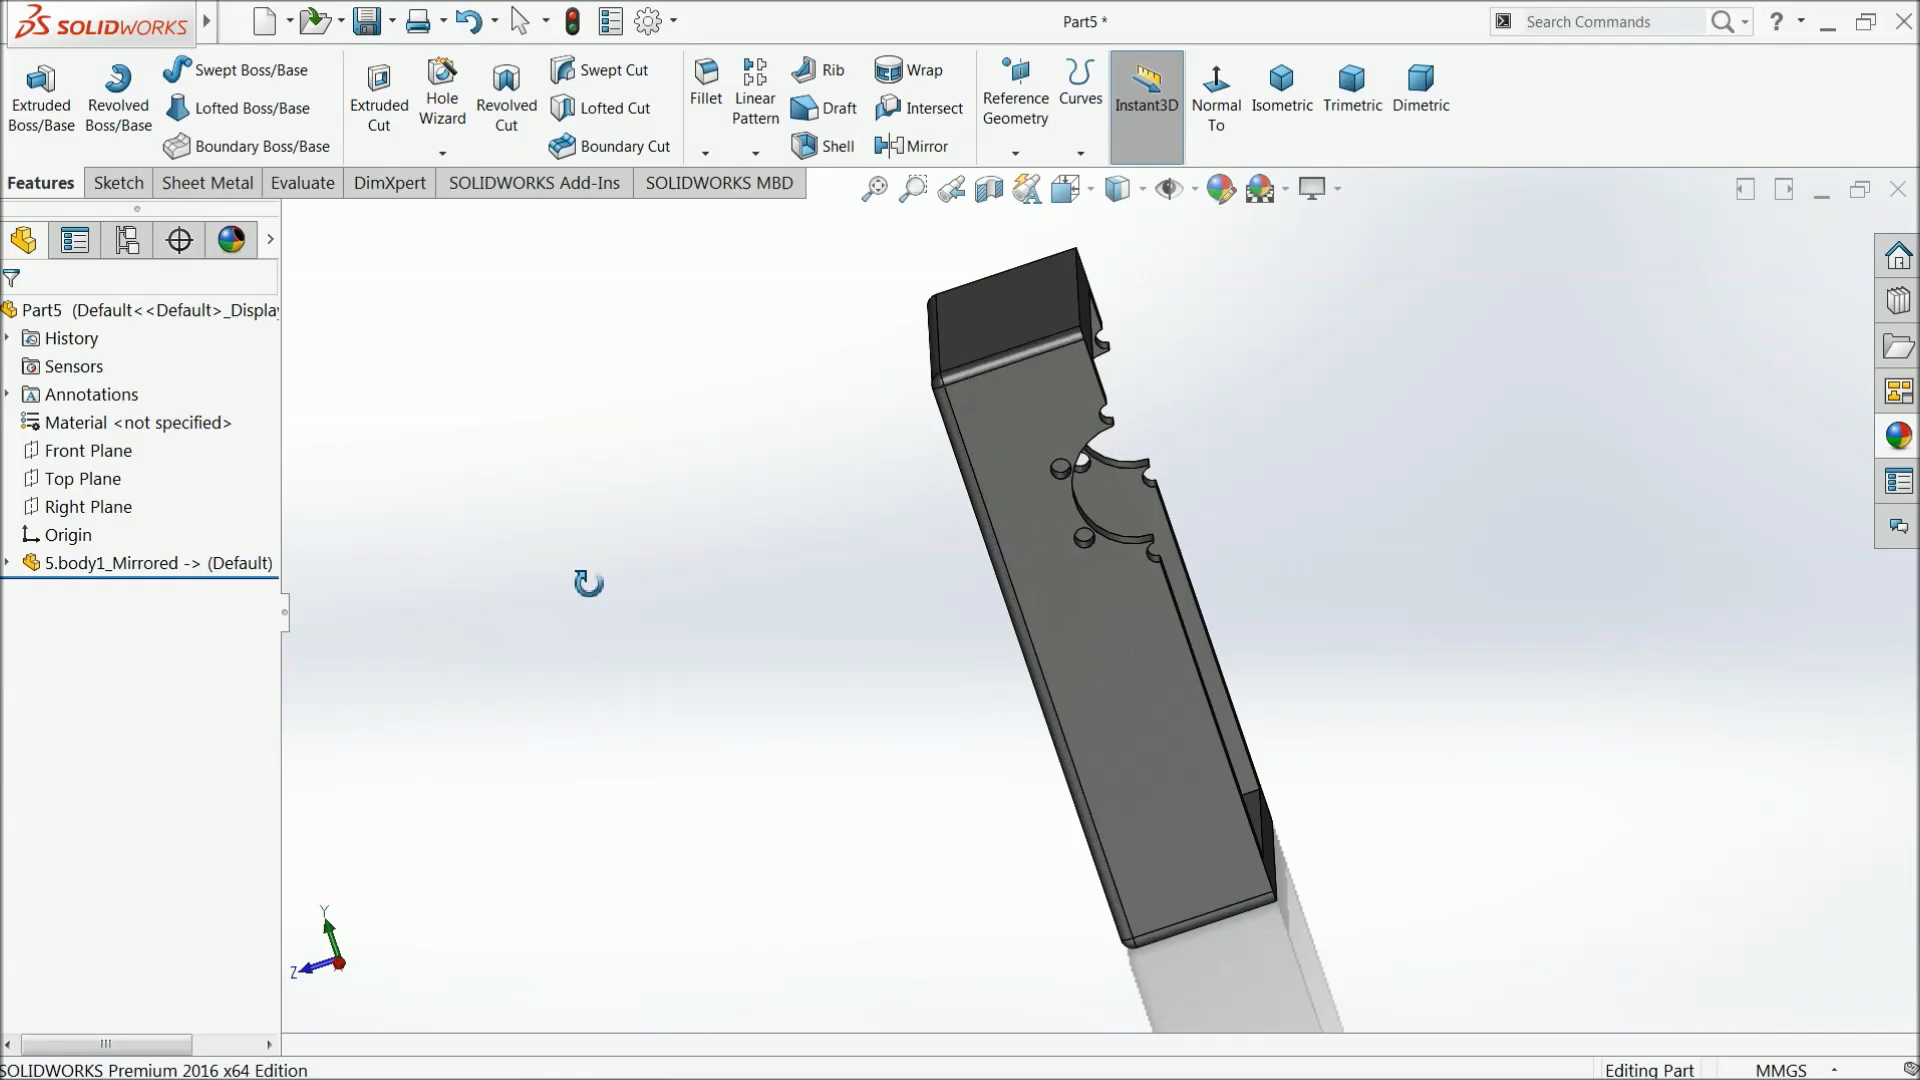 SOLIDWORKS
Part5 *
Search Commands
?
Extruded Boss/Base
Revolved Boss/Base
Swept Boss/Base
Lofted Boss/Base
Boundary Boss/Base
Extruded Cut
Hole Wizard
Revolved Cut
Swept Cut
Lofted Cut
Boundary Cut
Fillet
Linear Pattern
Rib
Draft
Shell
Wrap
Intersect
Mirror
Reference Geometry
Curves
Instant3D
Normal To
Isometric
Trimetric
Dimetric
Features
Sketch
Sheet Metal
Evaluate
DimXpert
SOLIDWORKS Add-Ins
SOLIDWORKS MBD
Part5 (Default<<Default>_Display
History
Sensors
Annotations
Material <not specified>
Front Plane
Top Plane
Right Plane
Origin
5.body1_Mirrored -> (Default)
Y
Z
SOLIDWORKS Premium 2016 x64 Edition
Editing Part
MMGS